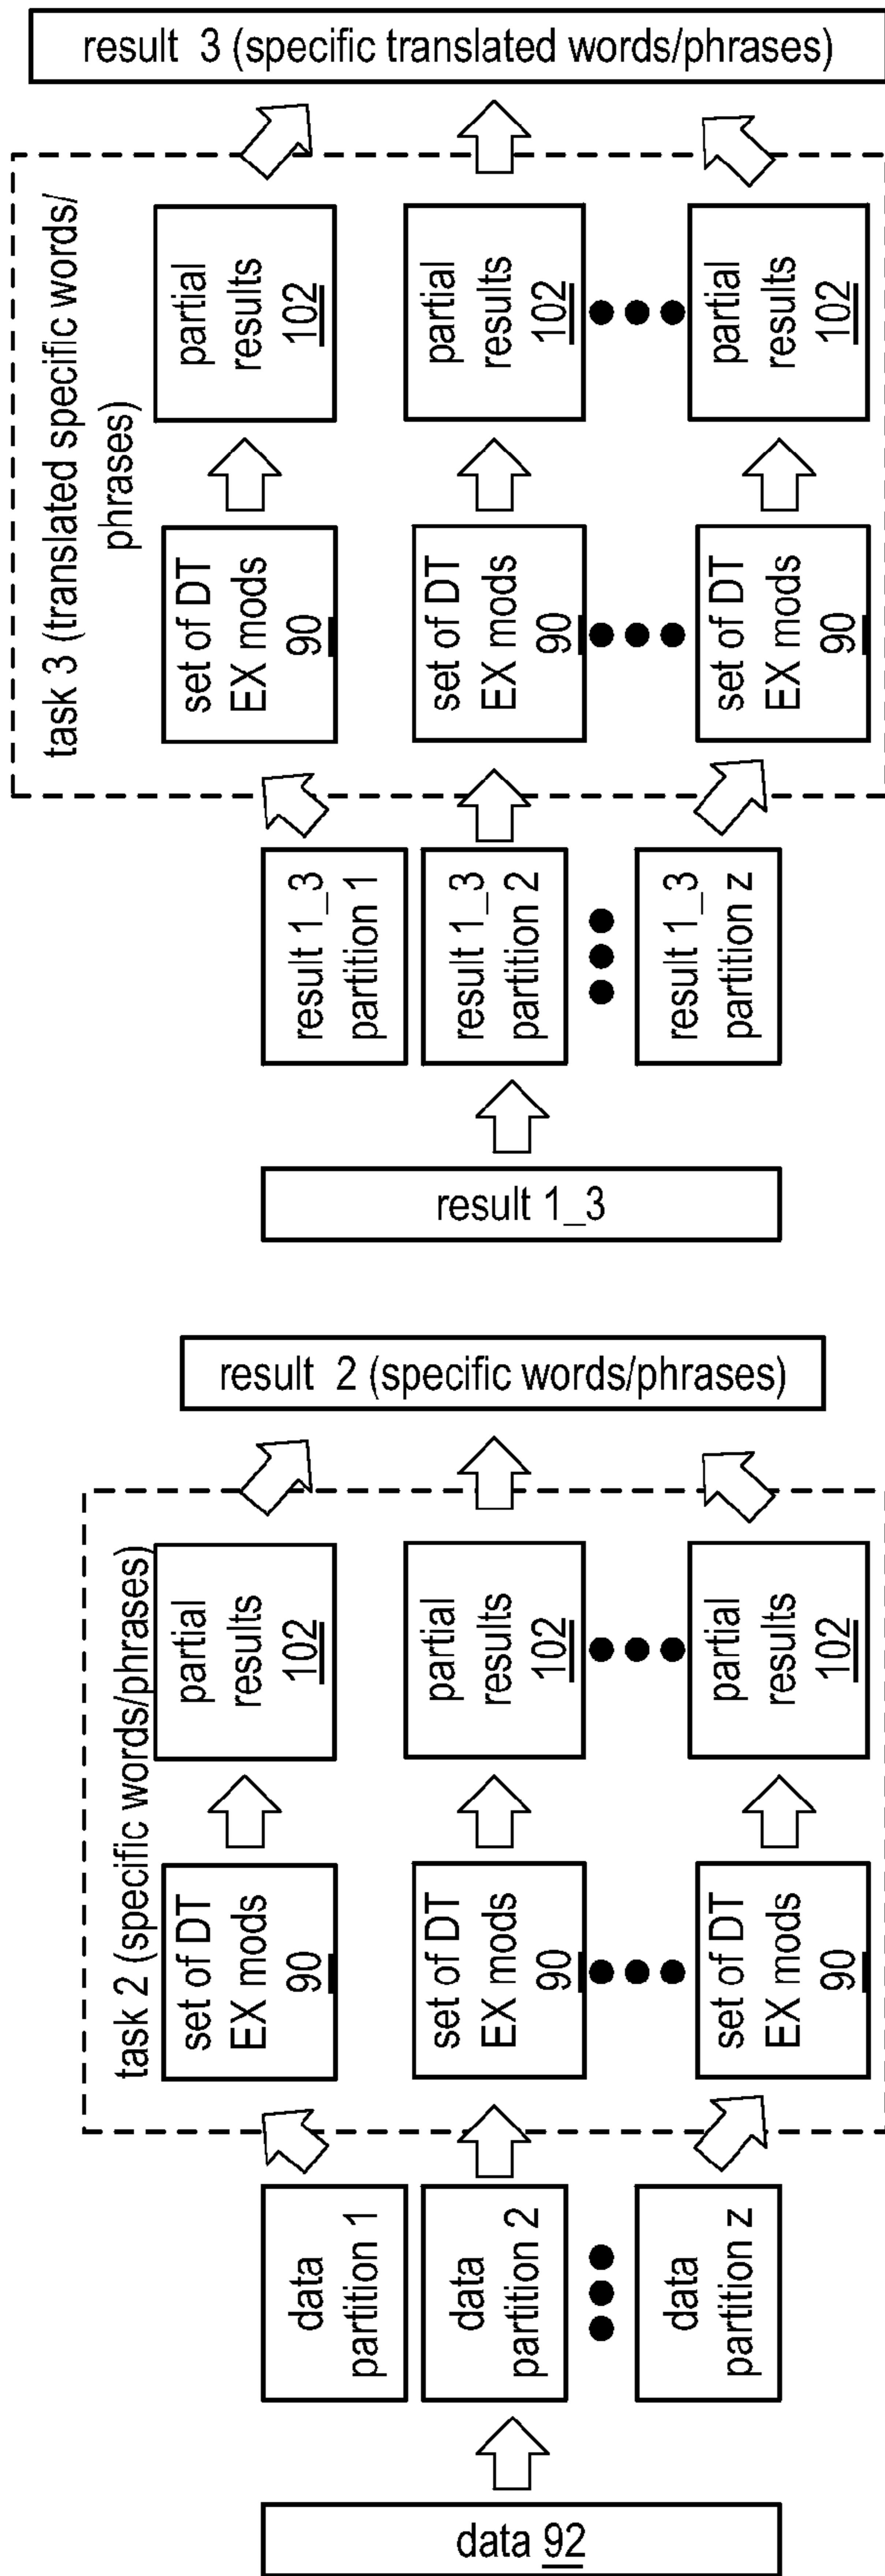 data 92
data
partition 1
data
partition 2
data
partition z
task 2 (specific words/phrases)
set of DT
EX mods
90
set of DT
EX mods
90
set of DT
EX mods
90
partial
results
102
partial
results
102
partial
results
102
result 2 (specific words/phrases)
result 1_3
result 1_3
partition 1
result 1_3
partition 2
result 1_3
partition z
task 3 (translated specific words/
phrases)
set of DT
EX mods
90
set of DT
EX mods
90
set of DT
EX mods
90
partial
results
102
partial
results
102
partial
results
102
result 3 (specific translated words/phrases)